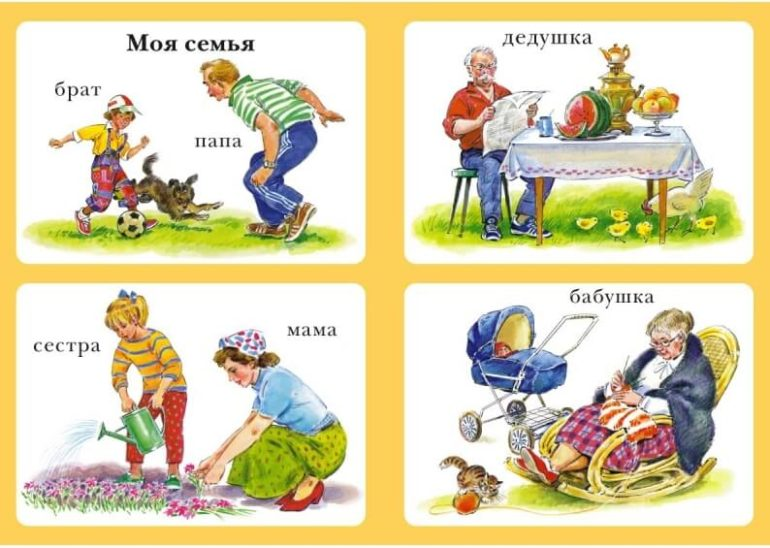 Моя семья
брат
папа
дедушка
сестра
мама
бабушка